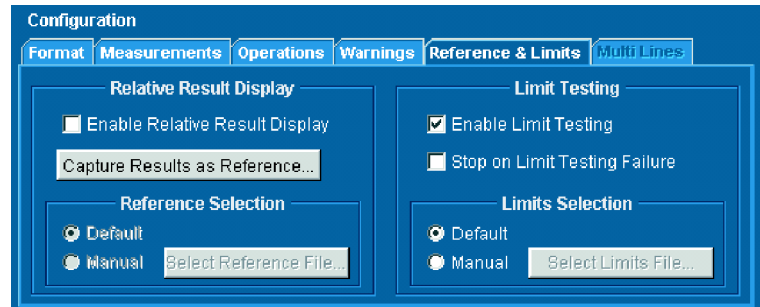 Configuration
Format Measurements Operations Warnings Reference & Limits Multi Lines
Relative Result Display
Enable Relative Result Display
Capture Results as Reference...
Reference Selection
Default
Manual Select Reference File...
Limit Testing
Enable Limit Testing
Stop on Limit Testing Failure
Limits Selection
Default
Manual Select Limits File...